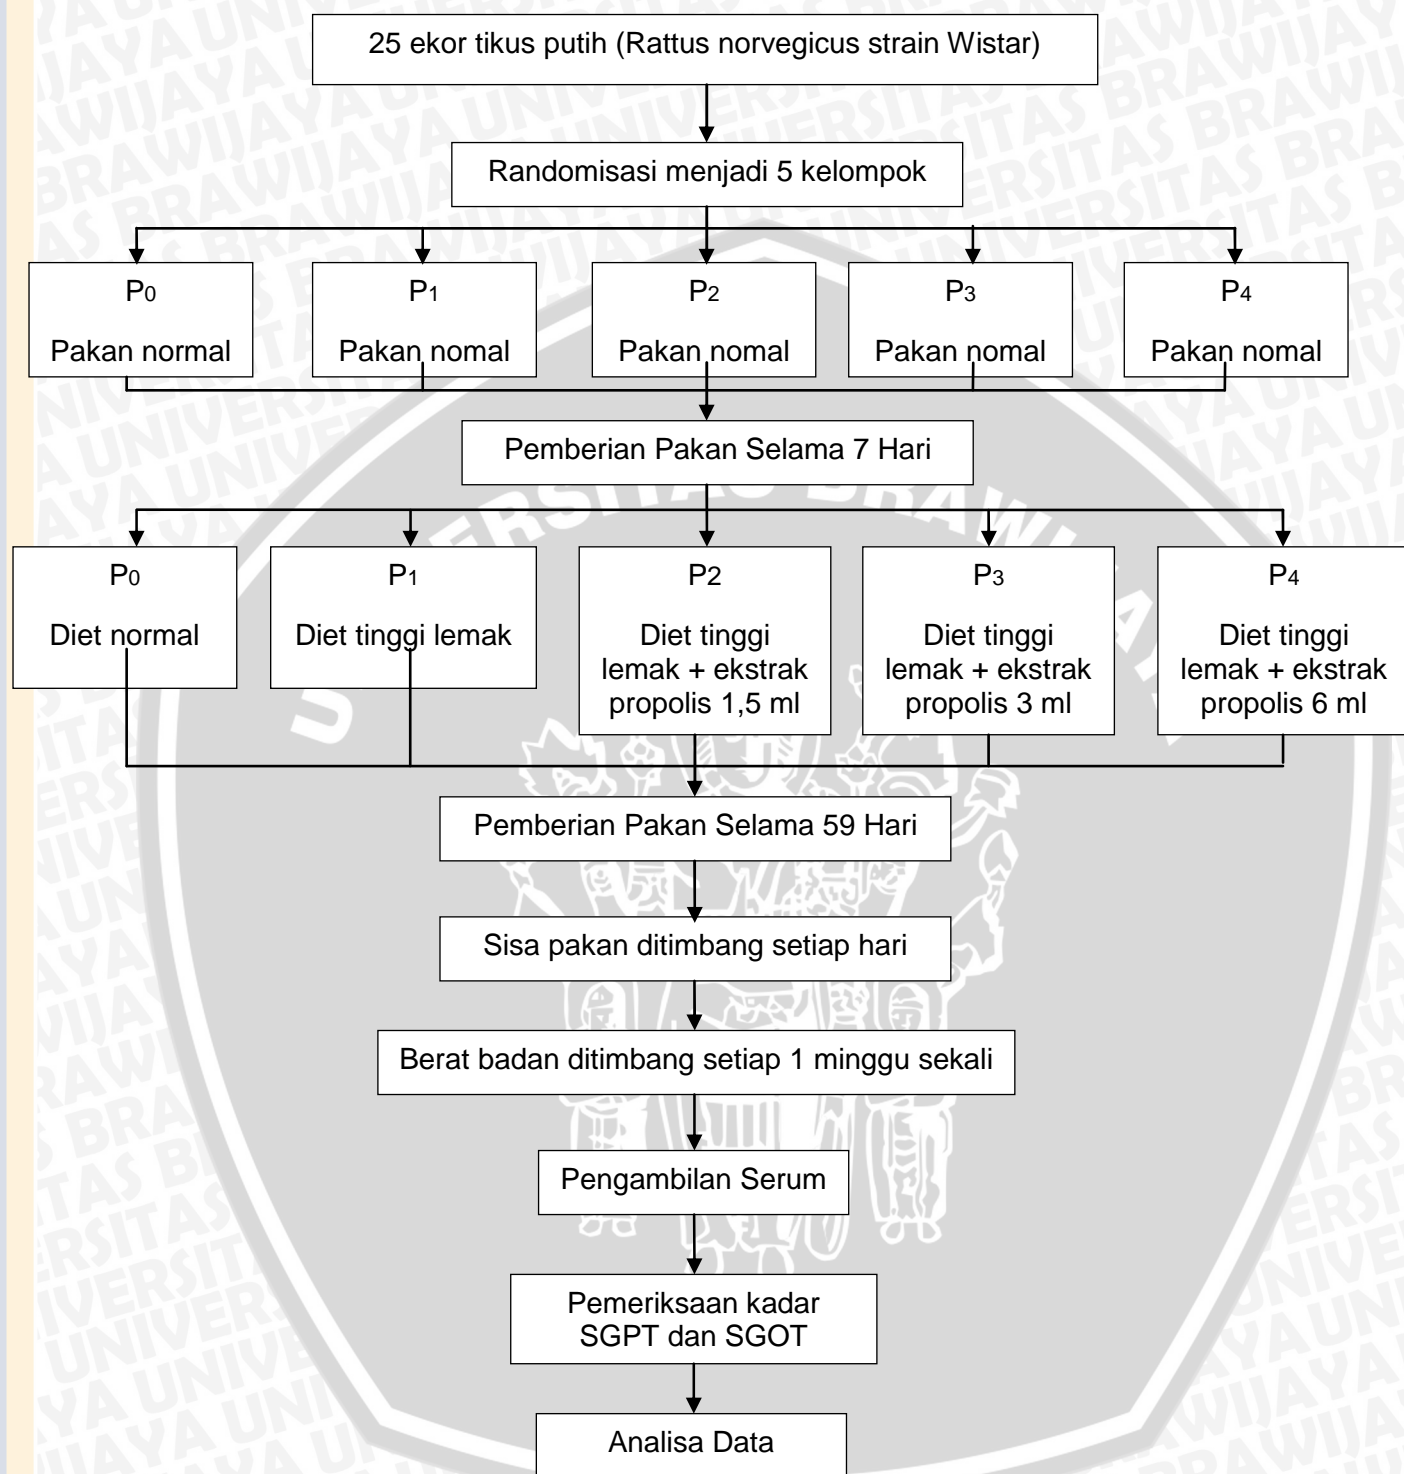 25 ekor tikus putih (Rattus norvegicus strain Wistar)
Randomisasi menjadi 5 kelompok
P0
Pakan normal
P1
Pakan nomal
P2
Pakan nomal
P3
Pakan nomal
P4
Pakan nomal
Pemberian Pakan Selama 7 Hari
P0
Diet normal
P1
Diet tinggi lemak
P2
Diet tinggi
lemak + ekstrak
propolis 1,5 ml
P3
Diet tinggi
lemak + ekstrak
propolis 3 ml
P4
Diet tinggi
lemak + ekstrak
propolis 6 ml
Pemberian Pakan Selama 59 Hari
Sisa pakan ditimbang setiap hari
Berat badan ditimbang setiap 1 minggu sekali
Pengambilan Serum
Pemeriksaan kadar
SGPT dan SGOT
Analisa Data